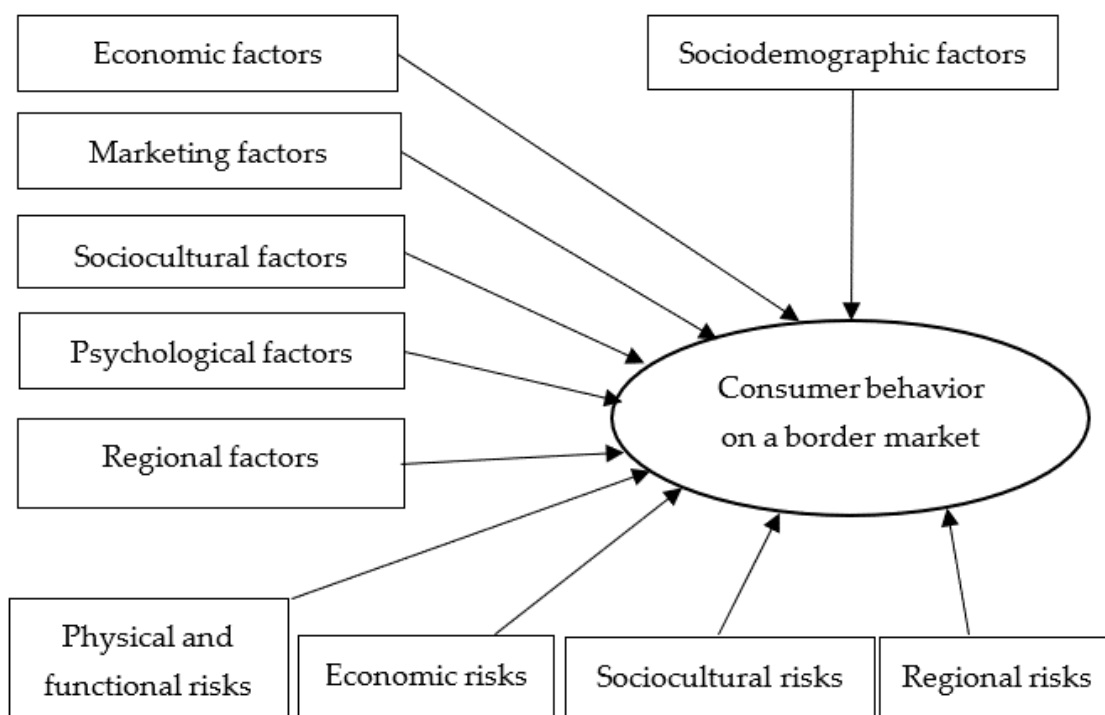 Economic factors
Sociodemographic factors
Marketing factors
Sociocultural factors
Psychological factors
Regional factors
Consumer behavior
on a border market
Physical and
functional risks
Economic risks
Sociocultural risks
Regional risks